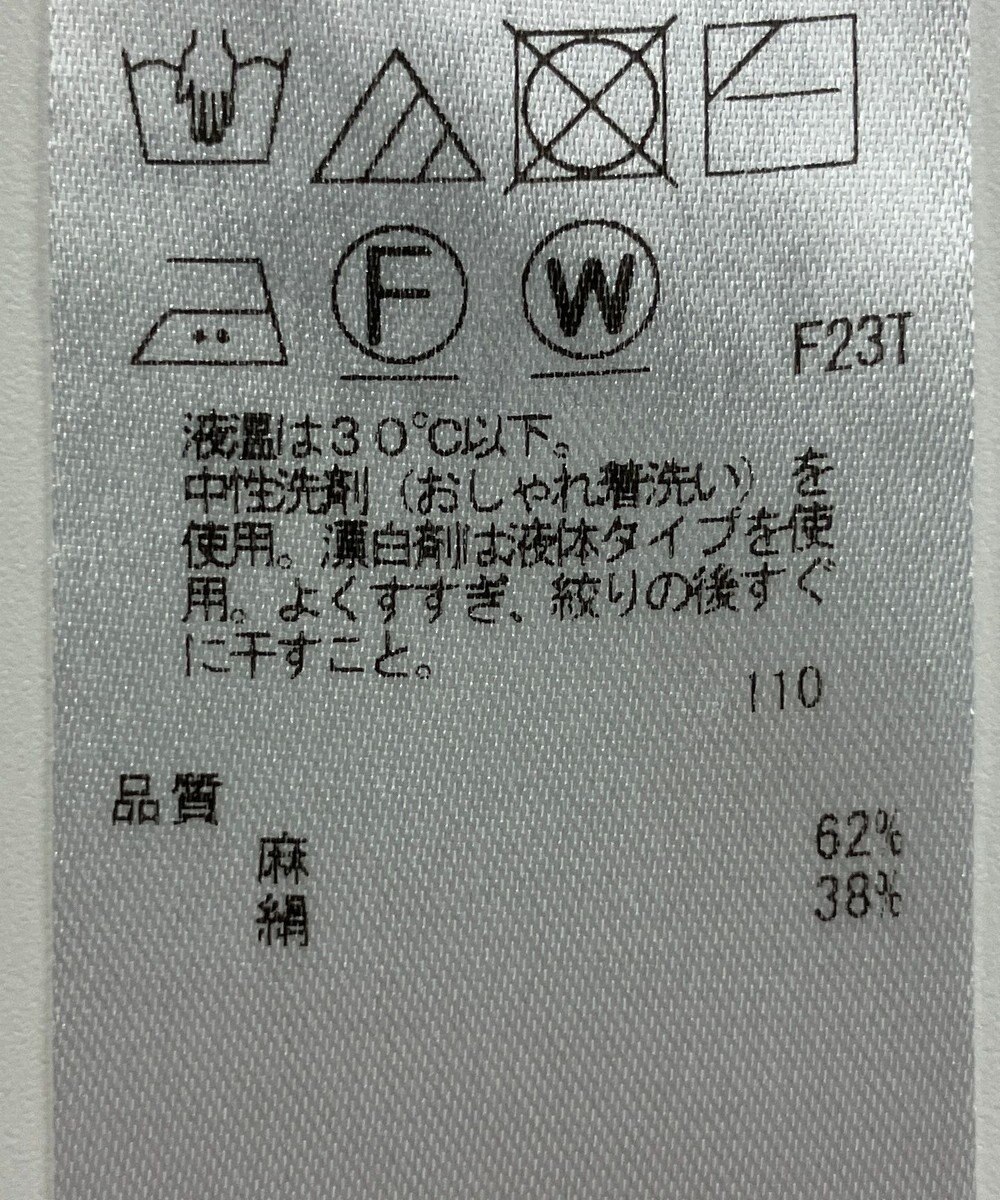 F W
F23T
液温は30℃以下。
中性洗剤(おしゃれ着洗い)を
使用。漂白剤は液体タイプを使
用。よくすすぎ、絞りの後すぐ
に干すこと。
110
品質
麻 62%
絹 38%